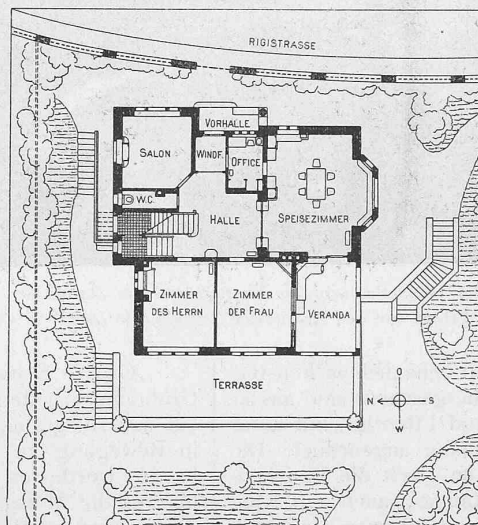 RIGISTRASSE
VORHALLE
SALON
WINDF.
OFFICE
W.C.
HALLE
SPEISEZIMMER
ZIMMER
DES HERRN
ZIMMER
DER FRAU
VERANDA
TERRASSE
O
N
S
W